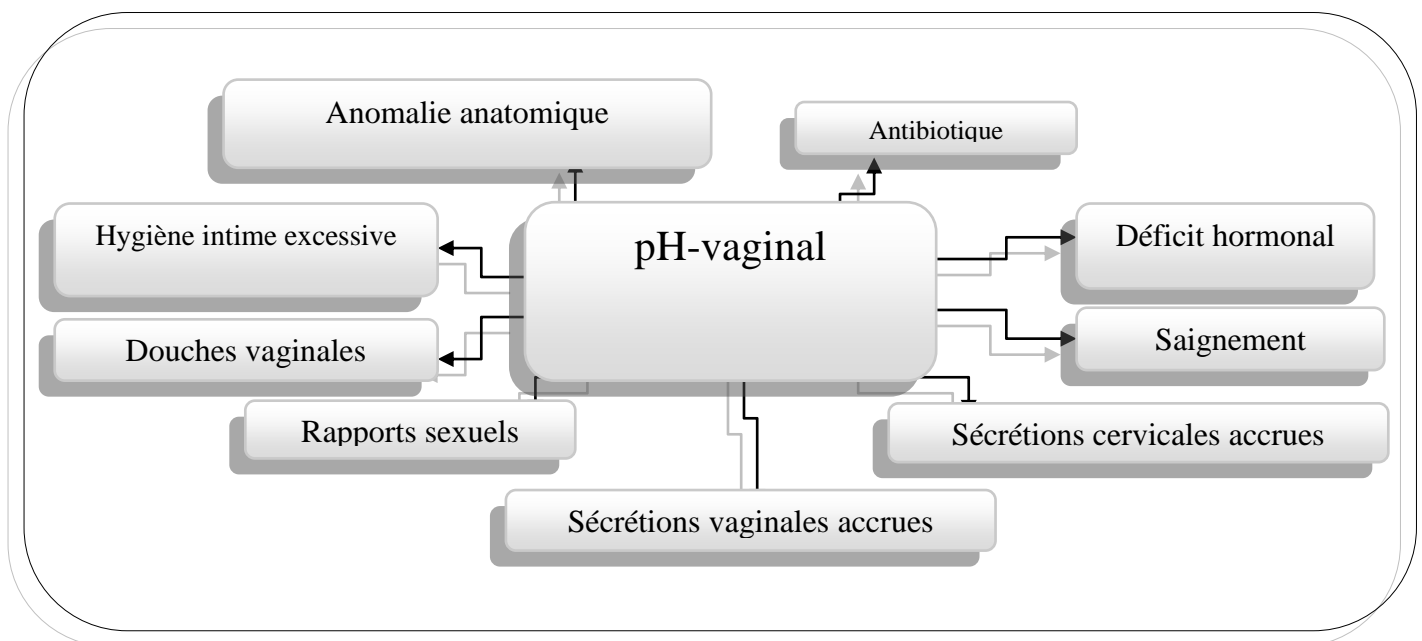 Anomalie anatomique
Antibiotique
Hygiène intime excessive
pH-vaginal
Déficit hormonal
Douches vaginales
Saignement
Rapports sexuels
Sécrétions cervicales accrues
Sécrétions vaginales accrues